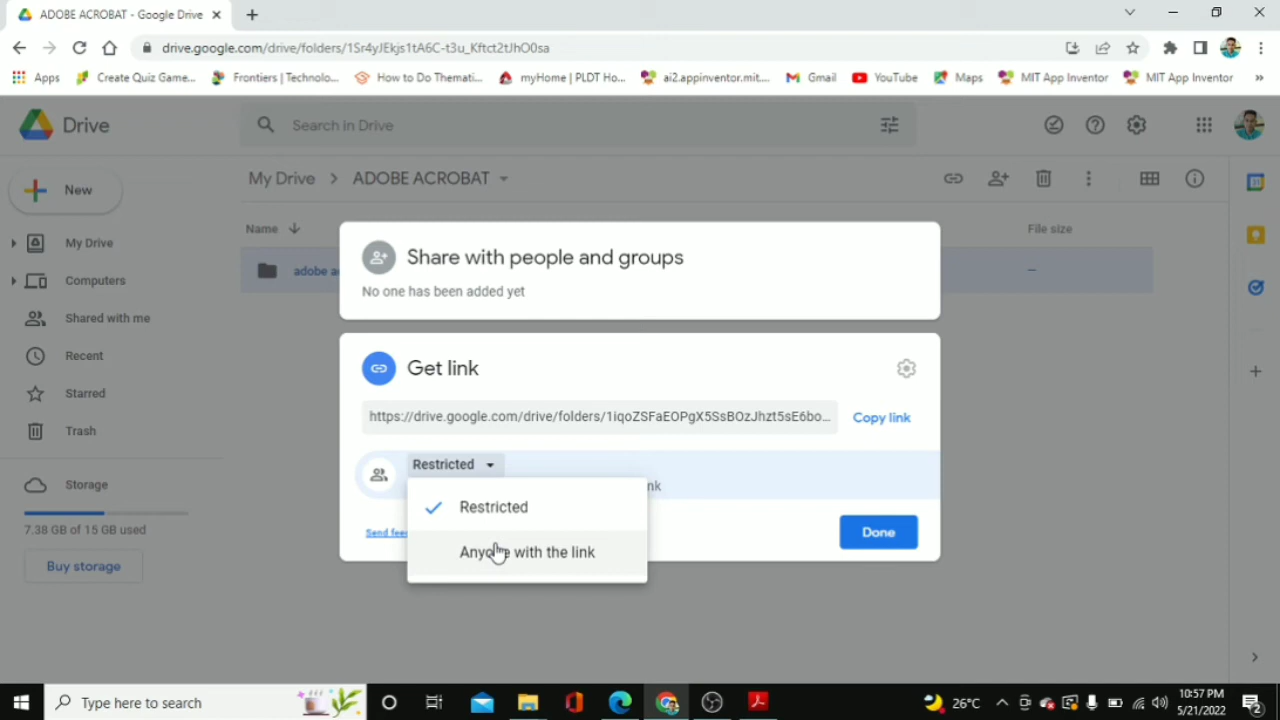 ADOBE ACROBAT - Google Drive
drive.google.com/drive/folders/1Sr4yJEkjs1tA6C-t3u_Kftct2tJhO0sa
Apps Create Quiz Game... Frontiers | Technolo... How to Do Themati... myHome | PLDT Ho... ai2.appinventor.mit.... Gmail YouTube Maps MIT App Inventor MIT App Inventor »
Drive
Search in Drive
New
My Drive > ADOBE ACROBAT
Name
File size
adobe
–
My Drive
Computers
Shared with me
Recent
Starred
Trash
Storage
7.38 GB of 15 GB used
Buy storage
Share with people and groups
No one has been added yet
Get link
https://drive.google.com/drive/folders/1iqoZSFaEOPgX5SsBOzJhzt5sE6bo...
Copy link
Restricted
nk
Restricted
Anyone with the link
Send fee
Done
Type here to search
26°C
10:57 PM
5/21/2022
2